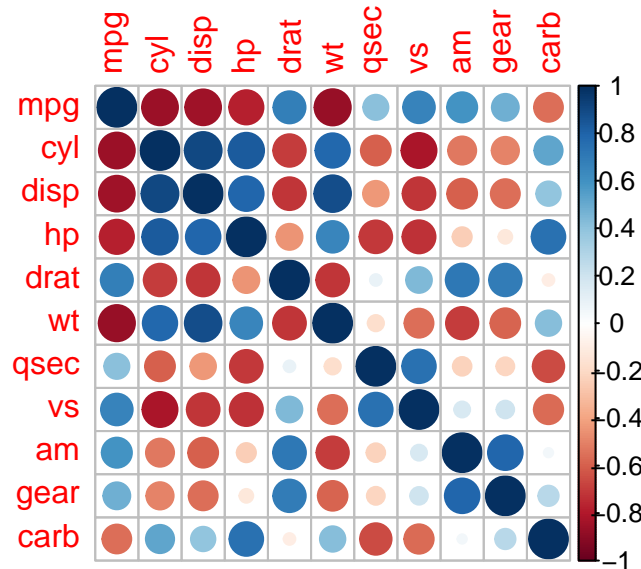 mpg
cyl
disp
hp
drat
wt
qsec
vs
am
gear
carb
mpg
cyl
disp
hp
drat
wt
qsec
vs
am
gear
carb
1
0.8
0.6
0.4
0.2
0
-0.2
-0.4
-0.6
-0.8
-1